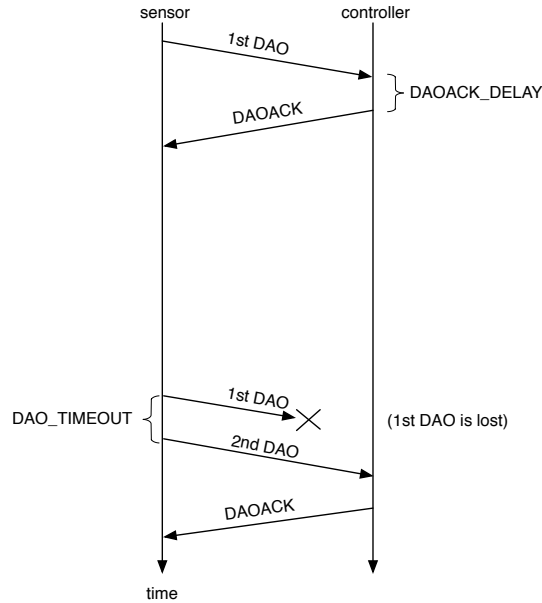 sensor
controller
1st DAO
DAOACK_DELAY
DAOACK
1st DAO
DAO_TIMEOUT
(1st DAO is lost)
2nd DAO
DAOACK
time